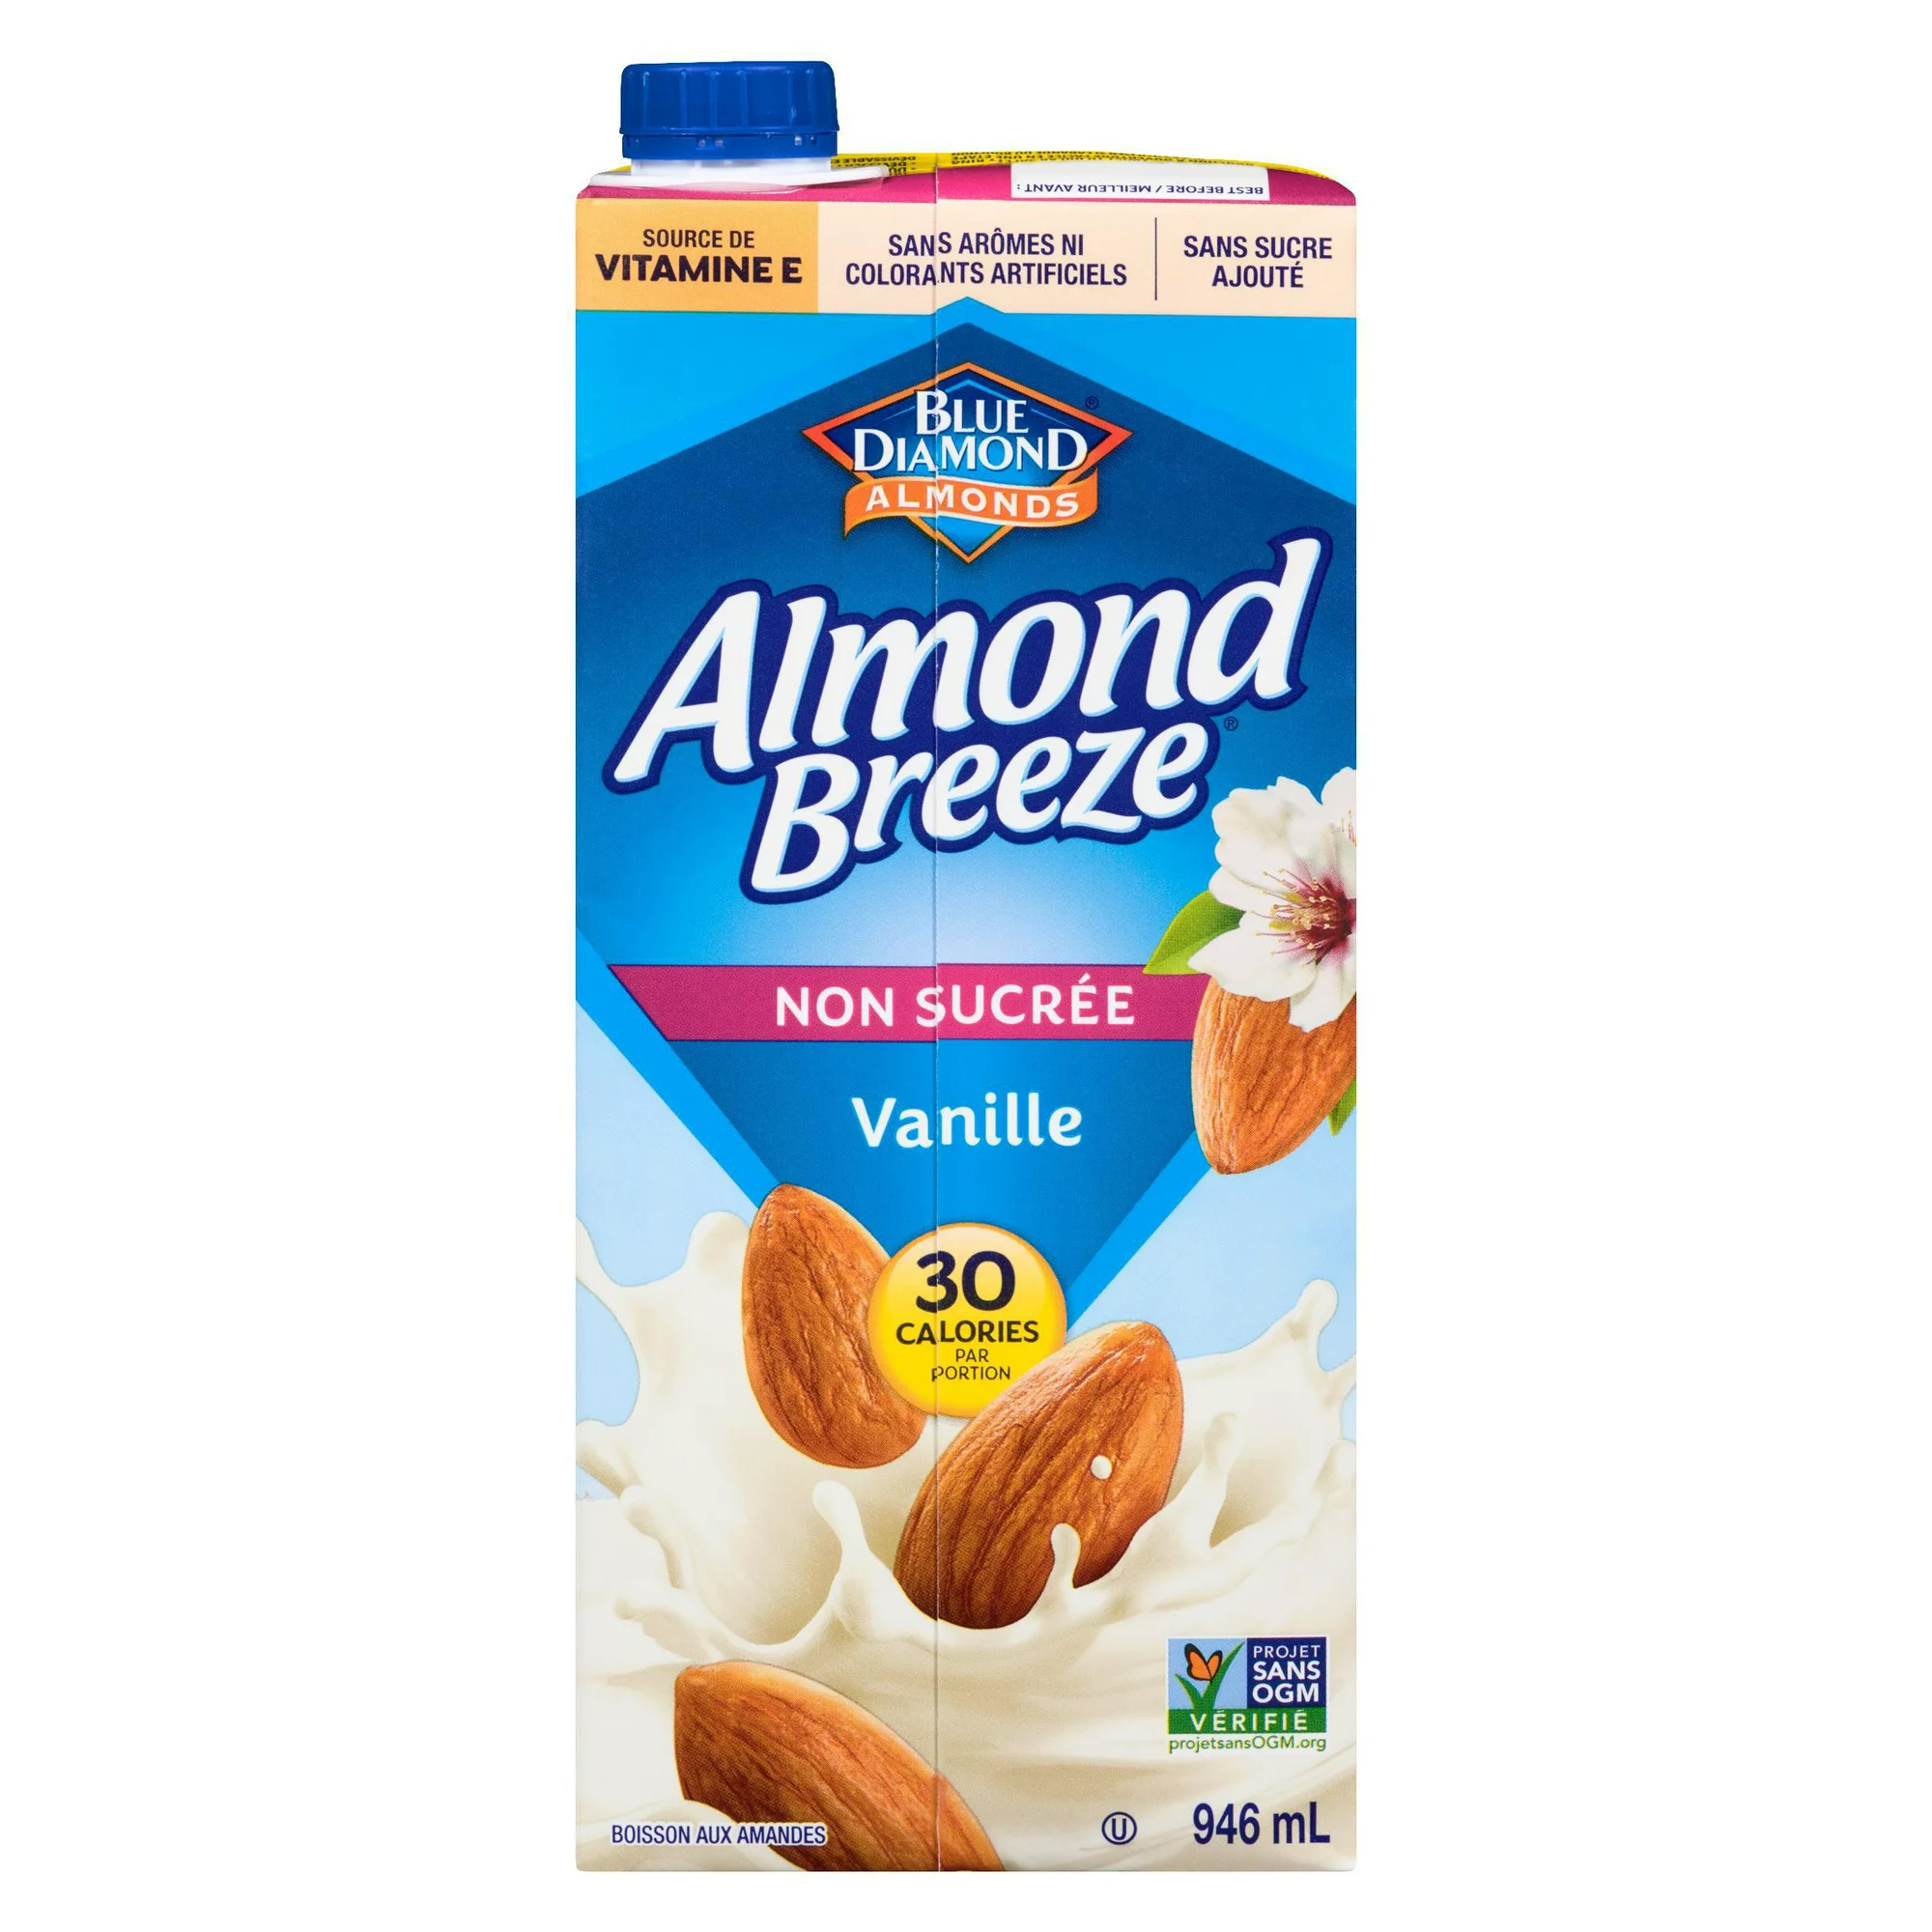 BEST BEFORE / MEILLEUR AVANT :
SOURCE DE
VITAMINE E
SANS ARÔMES NI
COLORANTS ARTIFICIELS
SANS SUCRE
AJOUTÉ
BLUE
DIAMOND
®
ALMONDS
Almond
Breeze
®
NON SUCRÉE
Vanille
30
CALORIES
PAR
PORTION
PROJET
SANS
OGM
VÉRIFIÉ
projetsansOGM.org
BOISSON AUX AMANDES
U
946 mL